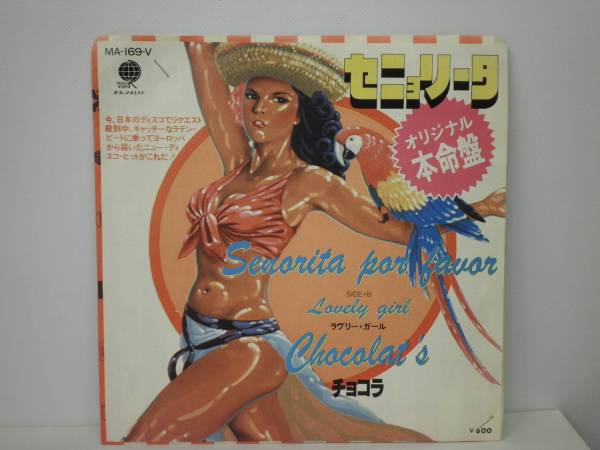 MA-169-V
セニョリータ
オリジナル
本命盤
今、日本のディスコでリクエスト
殺到中、キャッチーなラテン・
ビートに乗ってヨーロッパ
から届いたニュー・ディ
スコ・ヒットがこれだ!
Senorita por favor
SIDE・B
Lovely girl
ラヴリー・ガール
Chocolat's
チョコラ
¥600